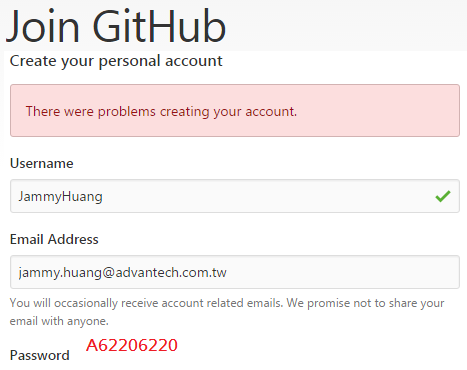 Join GitHub
Create your personal account
There were problems creating your account.
Username
JammyHuang
Email Address
jammy.huang@advantech.com.tw
You will occasionally receive account related emails. We promise not to share your
email with anyone.
Password A62206220